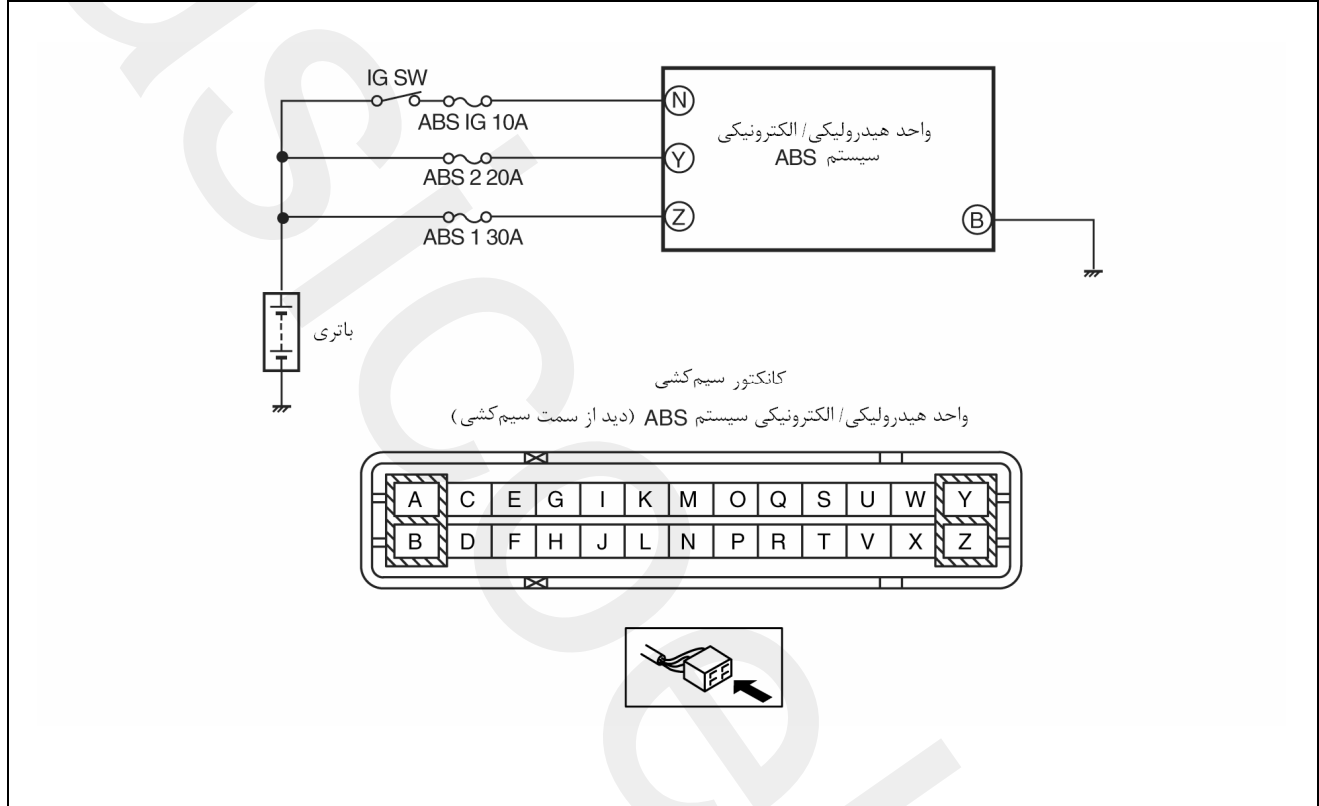 IG SW
ABS IG 10A
ABS 2 20A
ABS 1 30A
N
Y
Z
B
واحد هیدرولیکی/ الکترونیکی
سیستم ABS
باتری
کانکتور سیم‌کشی
واحد هیدرولیکی/ الکترونیکی سیستم ABS (دید از سمت سیم‌کشی)
A C E G I K M O Q S U W Y
B D F H J L N P R T V X Z